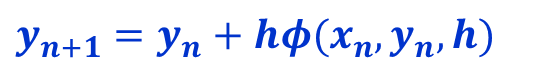 yₙ₊₁ = yₙ + hϕ(xₙ, yₙ, h)